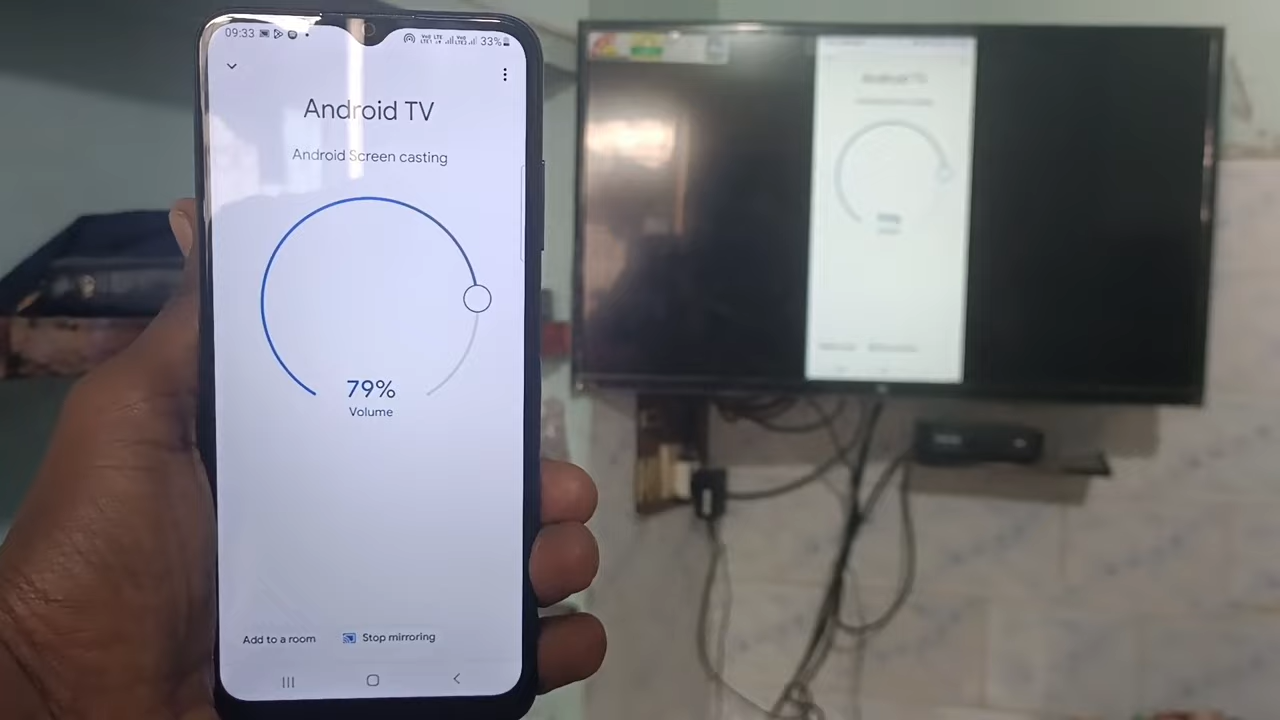 09:33 33%
Android TV
Android Screen casting
79%
Volume
Add to a room Stop mirroring